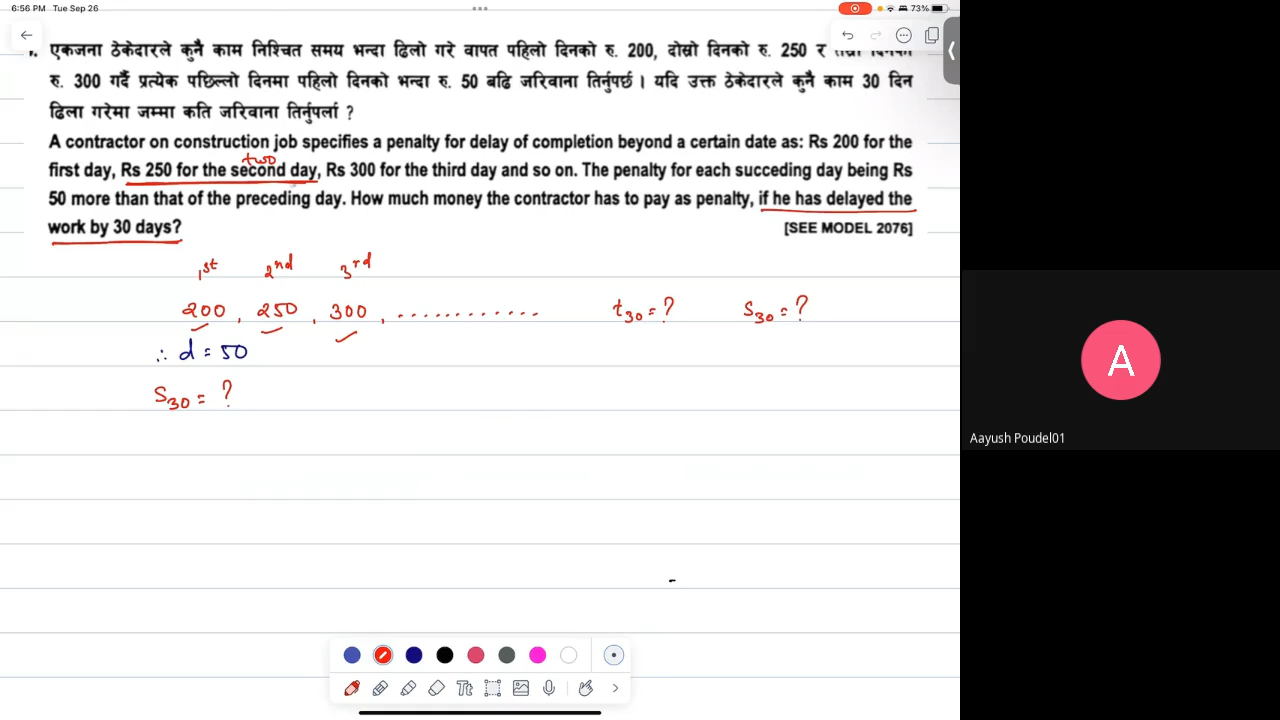 6:56 PM Tue Sep 26
73%
एकजना ठेकेदारले कुनै काम निश्चित समय भन्दा ढिलो गरे वापत पहिलो दिनको रु. 200, दोस्रो दिनको रु. 250 र तेस्रो दिनको
रु. 300 गर्दै प्रत्येक पछिल्लो दिनमा पहिलो दिनको भन्दा रु. 50 बढि जरिवाना तिर्नुपर्छ । यदि उक्त ठेकेदारले कुनै काम 30 दिन
ढिला गरेमा जम्मा कति जरिवाना तिर्नुपर्ला ?
A contractor on construction job specifies a penalty for delay of completion beyond a certain date as: Rs 200 for the
two
first day, Rs 250 for the second day, Rs 300 for the third day and so on. The penalty for each succeding day being Rs
50 more than that of the preceding day. How much money the contractor has to pay as penalty, if he has delayed the
work by 30 days? [SEE MODEL 2076]
1st 2nd 3rd
200, 250, 300, ............ t30 = ? S30 = ?
∴ d = 50
S30 = ?
A
Aayush Poudel01
Tt